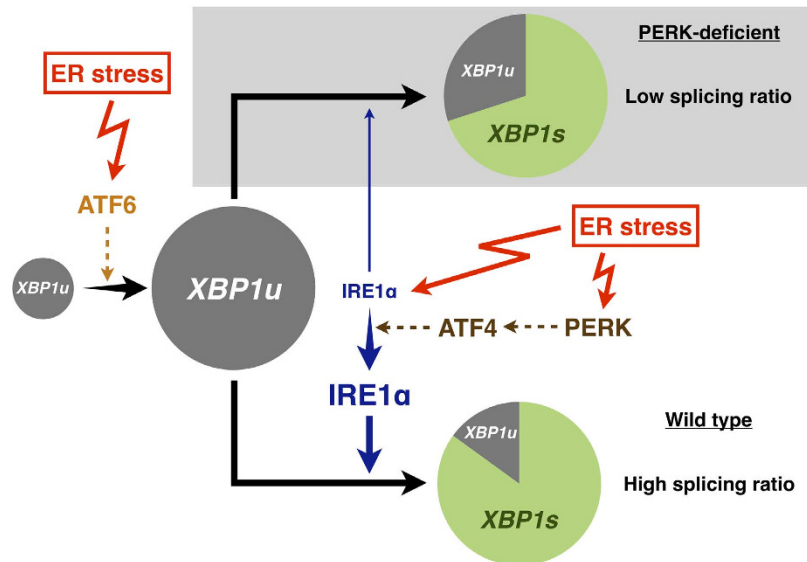 PERK-deficient
XBP1u
ER stress
Low splicing ratio
XBP1s
ATF6
ER stress
XBP1u
XBP1u
IRE1α
ATF4
PERK
IRE1α
Wild type
XBP1u
High splicing ratio
XBP1s